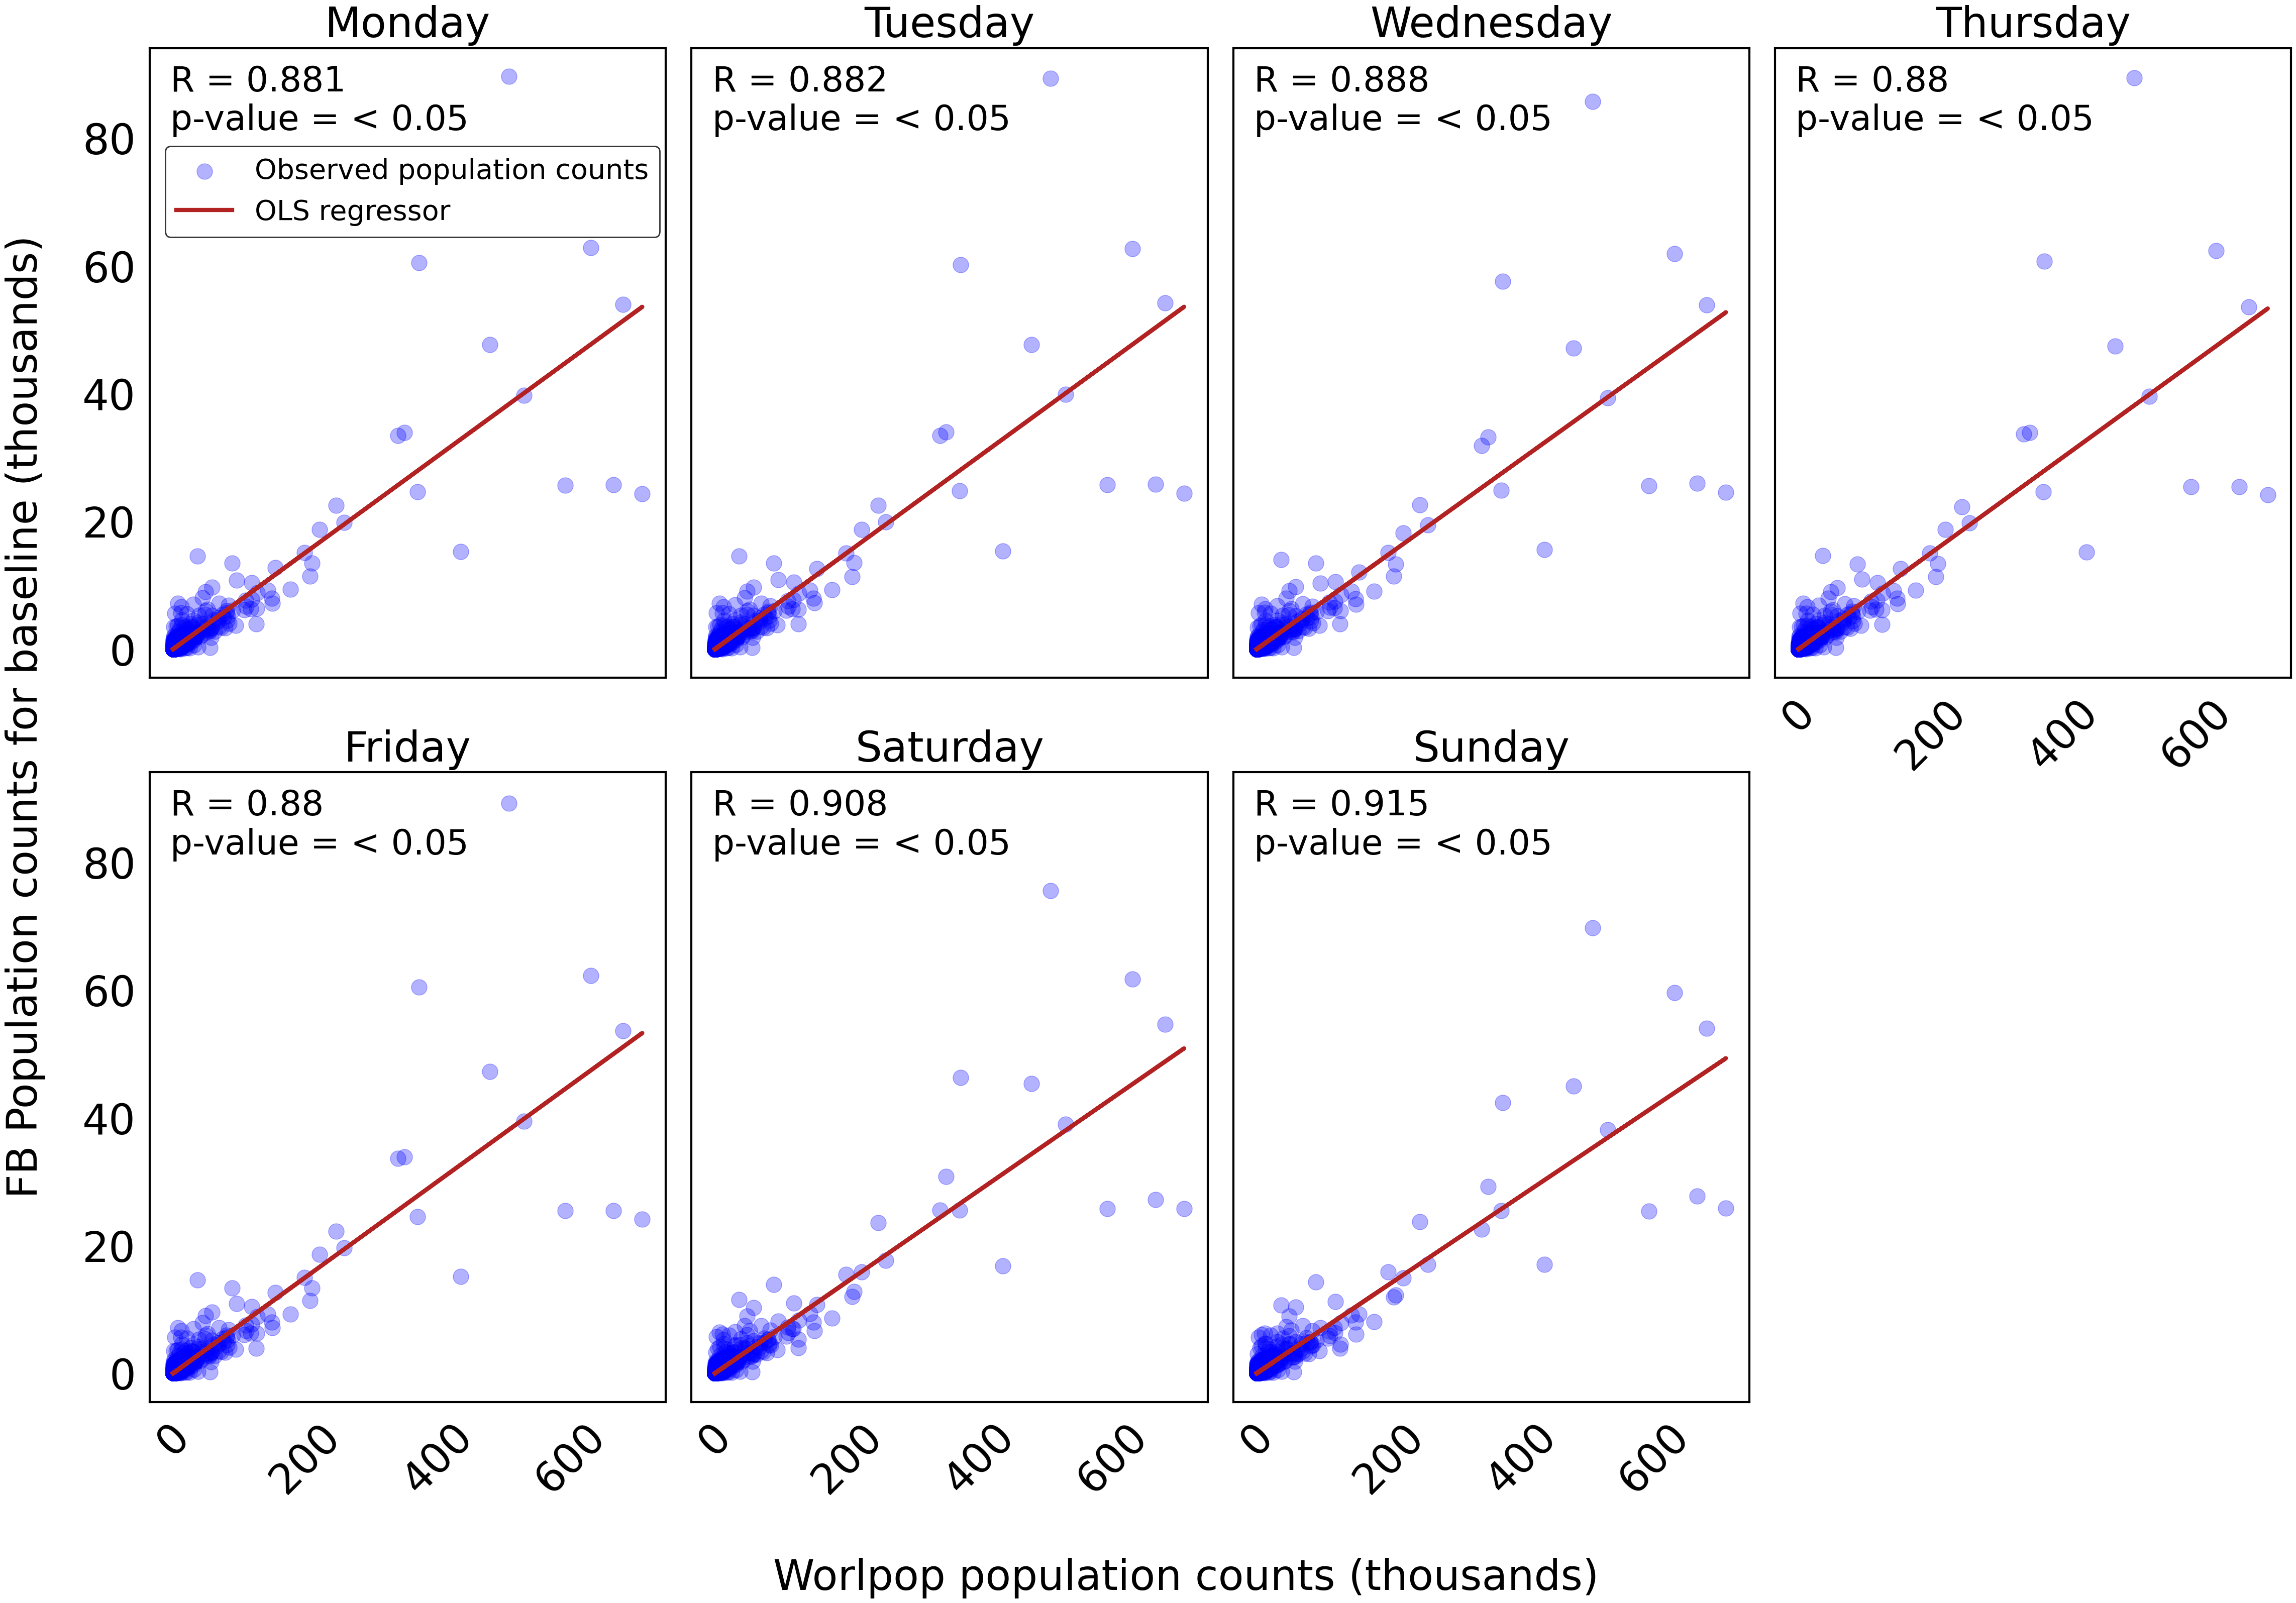 Monday
R = 0.881
p-value = < 0.05
Observed population counts
OLS regressor
Tuesday
R = 0.882
p-value = < 0.05
Wednesday
R = 0.888
p-value = < 0.05
Thursday
R = 0.88
p-value = < 0.05
80
60
40
20
0
0
200
400
600
Friday
R = 0.88
p-value = < 0.05
Saturday
R = 0.908
p-value = < 0.05
Sunday
R = 0.915
p-value = < 0.05
80
60
40
20
0
0
200
400
600
0
200
400
600
0
200
400
600
FB Population counts for baseline (thousands)
Worlpop population counts (thousands)